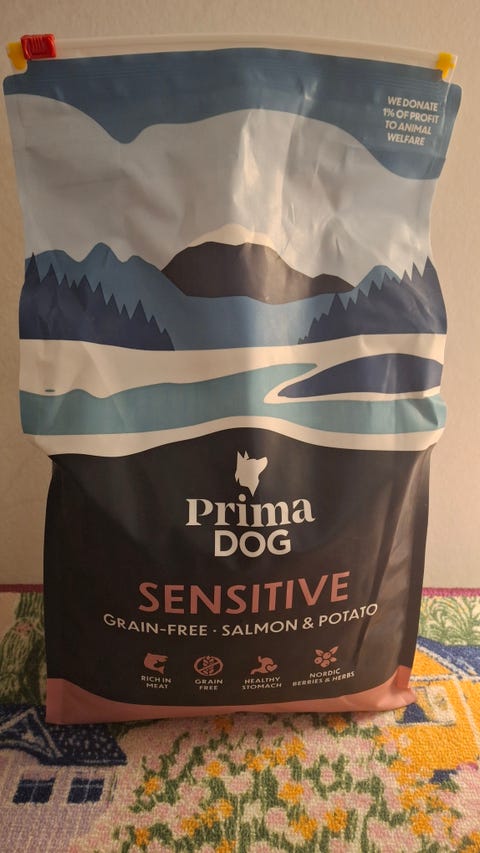 WE DONATE
1% OF PROFIT
TO ANIMAL
WELFARE
Prima
DOG
SENSITIVE
GRAIN-FREE · SALMON & POTATO
RICH IN
MEAT
GRAIN
FREE
HEALTHY
STOMACH
NORDIC
BERRIES & HERBS